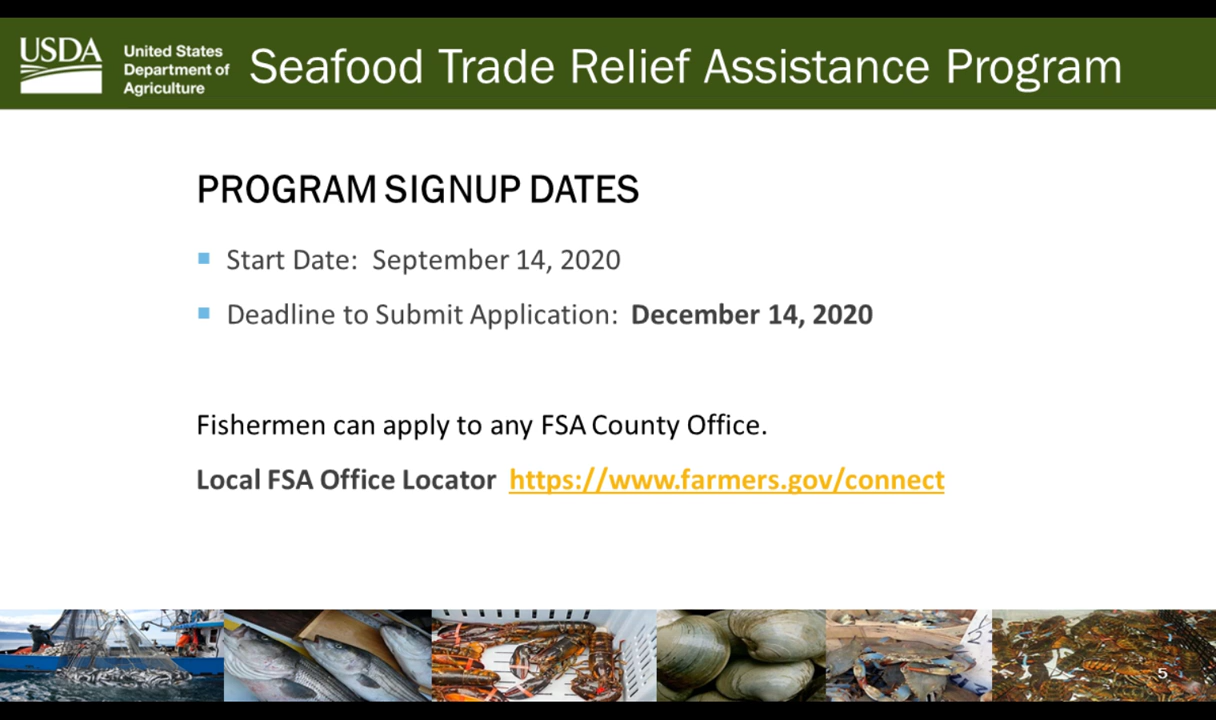 USDA
United States
Department of
Agriculture
Seafood Trade Relief Assistance Program
PROGRAM SIGNUP DATES
Start Date: September 14, 2020
Deadline to Submit Application: December 14, 2020
Fishermen can apply to any FSA County Office.
Local FSA Office Locator https://www.farmers.gov/connect
5